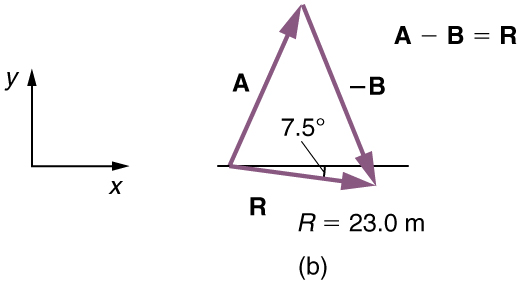 A − B = R
y
A
−B
7.5°
x
R
R = 23.0 m
(b)